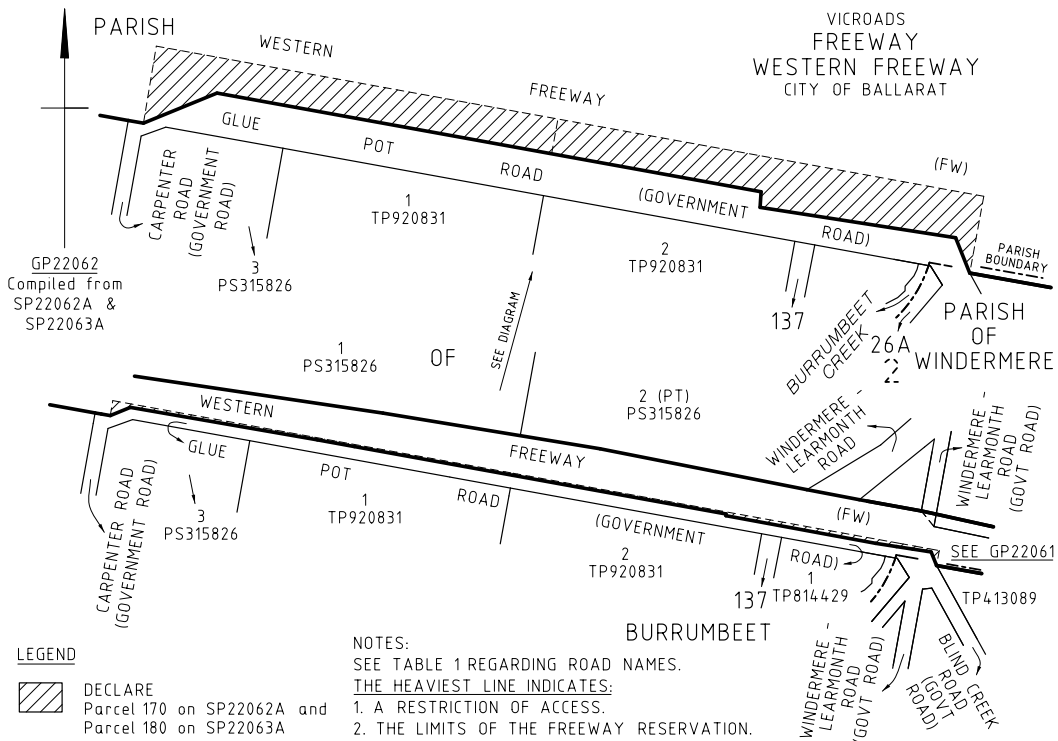 PARISH
WESTERN
FREEWAY
(FW)
VICROADS
FREEWAY
WESTERN FREEWAY
CITY OF BALLARAT
GLUE
POT
ROAD
(GOVERNMENT
ROAD)
CARPENTER
ROAD
(GOVERNMENT
ROAD)
1
TP920831
2
TP920831
3
PS315826
GP22062
Compiled from
SP22062A &
SP22063A
PARISH
BOUNDARY
137
BURRUMBEET
CREEK
26A
2
PARISH
OF
WINDERMERE
SEE DIAGRAM
1
PS315826
OF
2 (PT)
PS315826
WINDERMERE -
LEARMONTH
ROAD
WINDERMERE -
LEARMONTH
ROAD
(GOVT ROAD)
WESTERN
FREEWAY
(FW)
GLUE
POT
ROAD
(GOVERNMENT
ROAD)
CARPENTER ROAD
(GOVERNMENT ROAD)
3
PS315826
1
TP920831
2
TP920831
137
1
TP814429
SEE GP22061
TP413089
BURRUMBEET
WINDERMERE -
LEARMONTH
ROAD
(GOVT ROAD)
BLIND CREEK
ROAD
(GOVT
ROAD)
LEGEND
DECLARE
Parcel 170 on SP22062A and
Parcel 180 on SP22063A
NOTES:
SEE TABLE 1 REGARDING ROAD NAMES.
THE HEAVIEST LINE INDICATES:
1. A RESTRICTION OF ACCESS.
2. THE LIMITS OF THE FREEWAY RESERVATION.